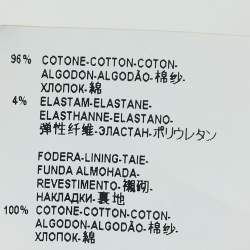 96% COTONE-COTTON-COTON-
ALGODON-ALGODÃO-棉纱-
ХЛОПОК-綿
4% ELASTAM-ELASTANE-
ELASTHANNE-ELASTANO-
弹性纤维-ЭЛАСТАН-ポリウレタン
FODERA-LINING-TAIE-
FUNDA ALMOHADA-
REVESTIMENTO-襯砌-
НАКЛАДКИ-裏地
100% COTONE-COTTON-COTON-
ALGODON-ALGODÃO-棉纱-
ХЛОПОК-綿